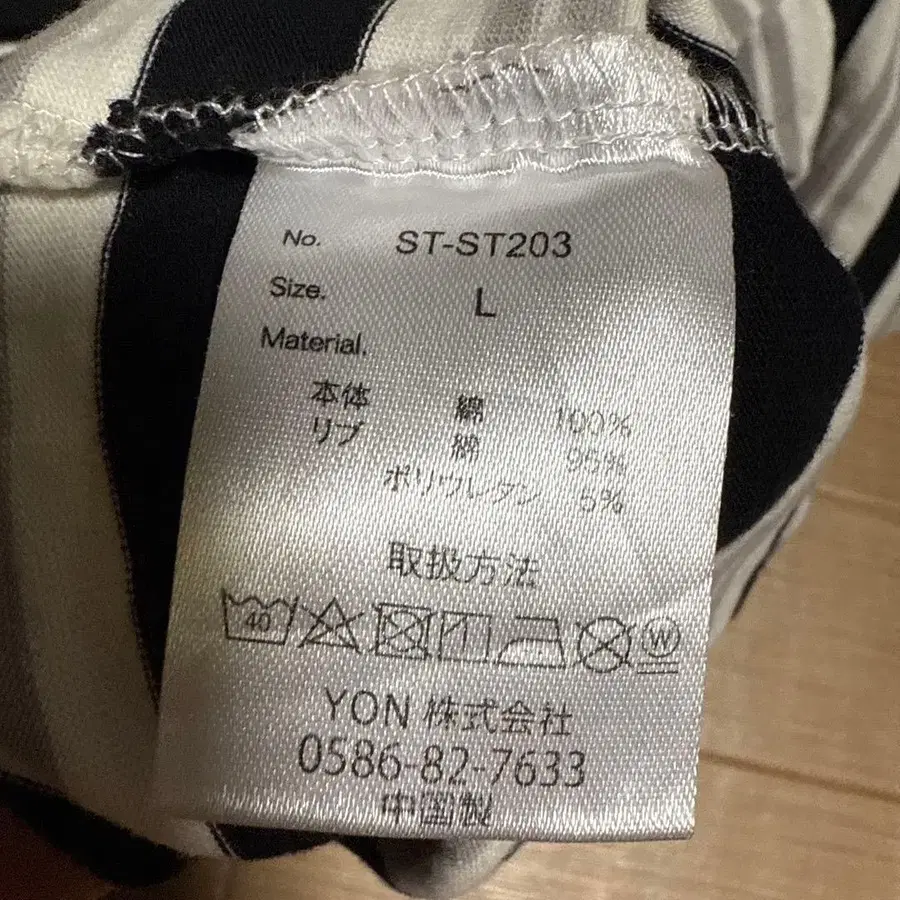 No. ST-ST203
Size. L
Material.
本体 綿 100%
リブ 綿 95%
ポリウレタン 5%
取扱方法
40 W
YON 株式会社
0586-82-7633
中国製